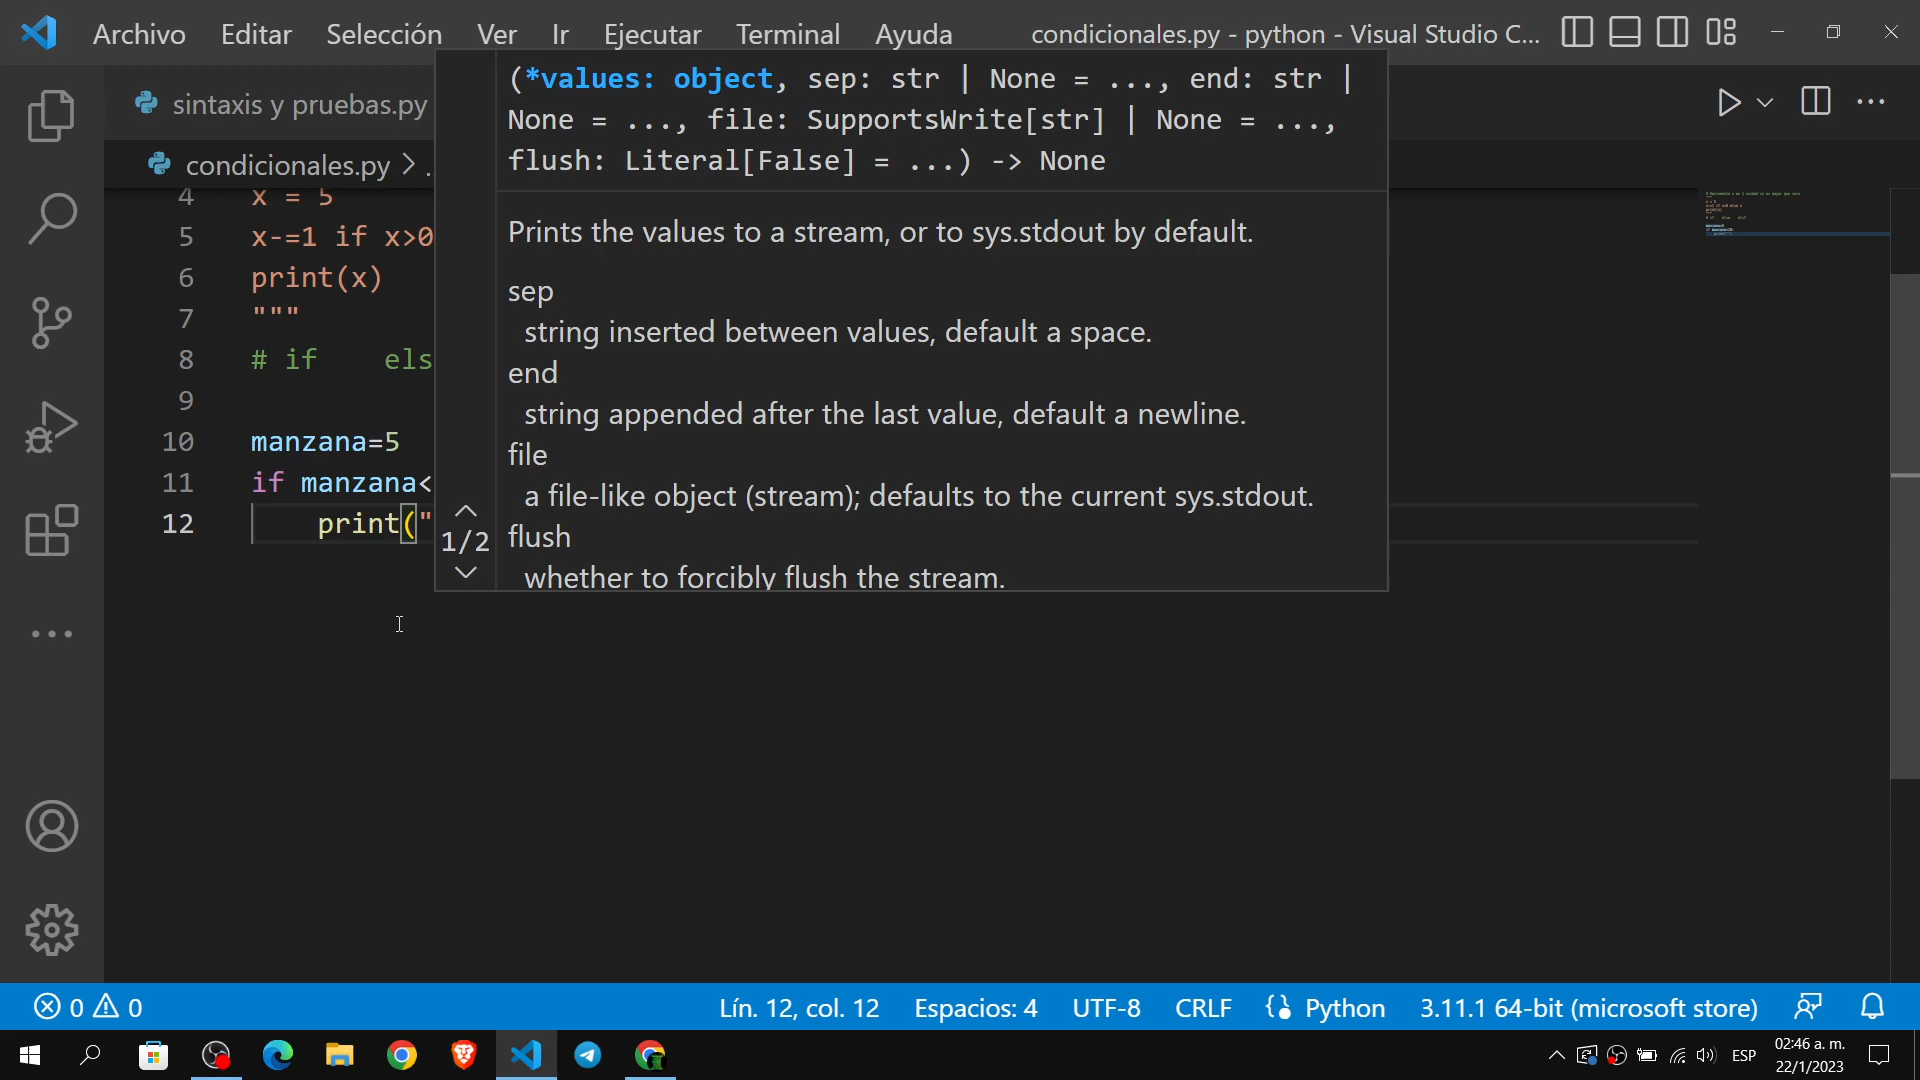 Archivo Editar Selección Ver Ir Ejecutar Terminal Ayuda condicionales.py - python - Visual Studio C...
sintaxis y pruebas.py
condicionales.py > .
(*values: object, sep: str | None = ..., end: str |
None = ..., file: SupportsWrite[str] | None = ...,
flush: Literal[False] = ...) -> None
Prints the values to a stream, or to sys.stdout by default.
sep
string inserted between values, default a space.
end
string appended after the last value, default a newline.
file
a file-like object (stream); defaults to the current sys.stdout.
flush
whether to forcibly flush the stream.
1/2
4 x = 5
5 x-=1 if x>0
6 print(x)
7 """
8 # if els
9
10 manzana=5
11 if manzana<
12 print("
0 0 Lín. 12, col. 12 Espacios: 4 UTF-8 CRLF Python 3.11.1 64-bit (microsoft store)
ESP 02:46 a. m.
22/1/2023